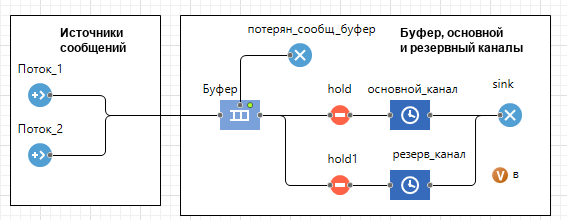 Источники
сообщений
Поток_1
Поток_2
потерян_сообщ_буфер
Буфер, основной
и резервный каналы
Буфер
hold
основной_канал
sink
hold1
резерв_канал
V в